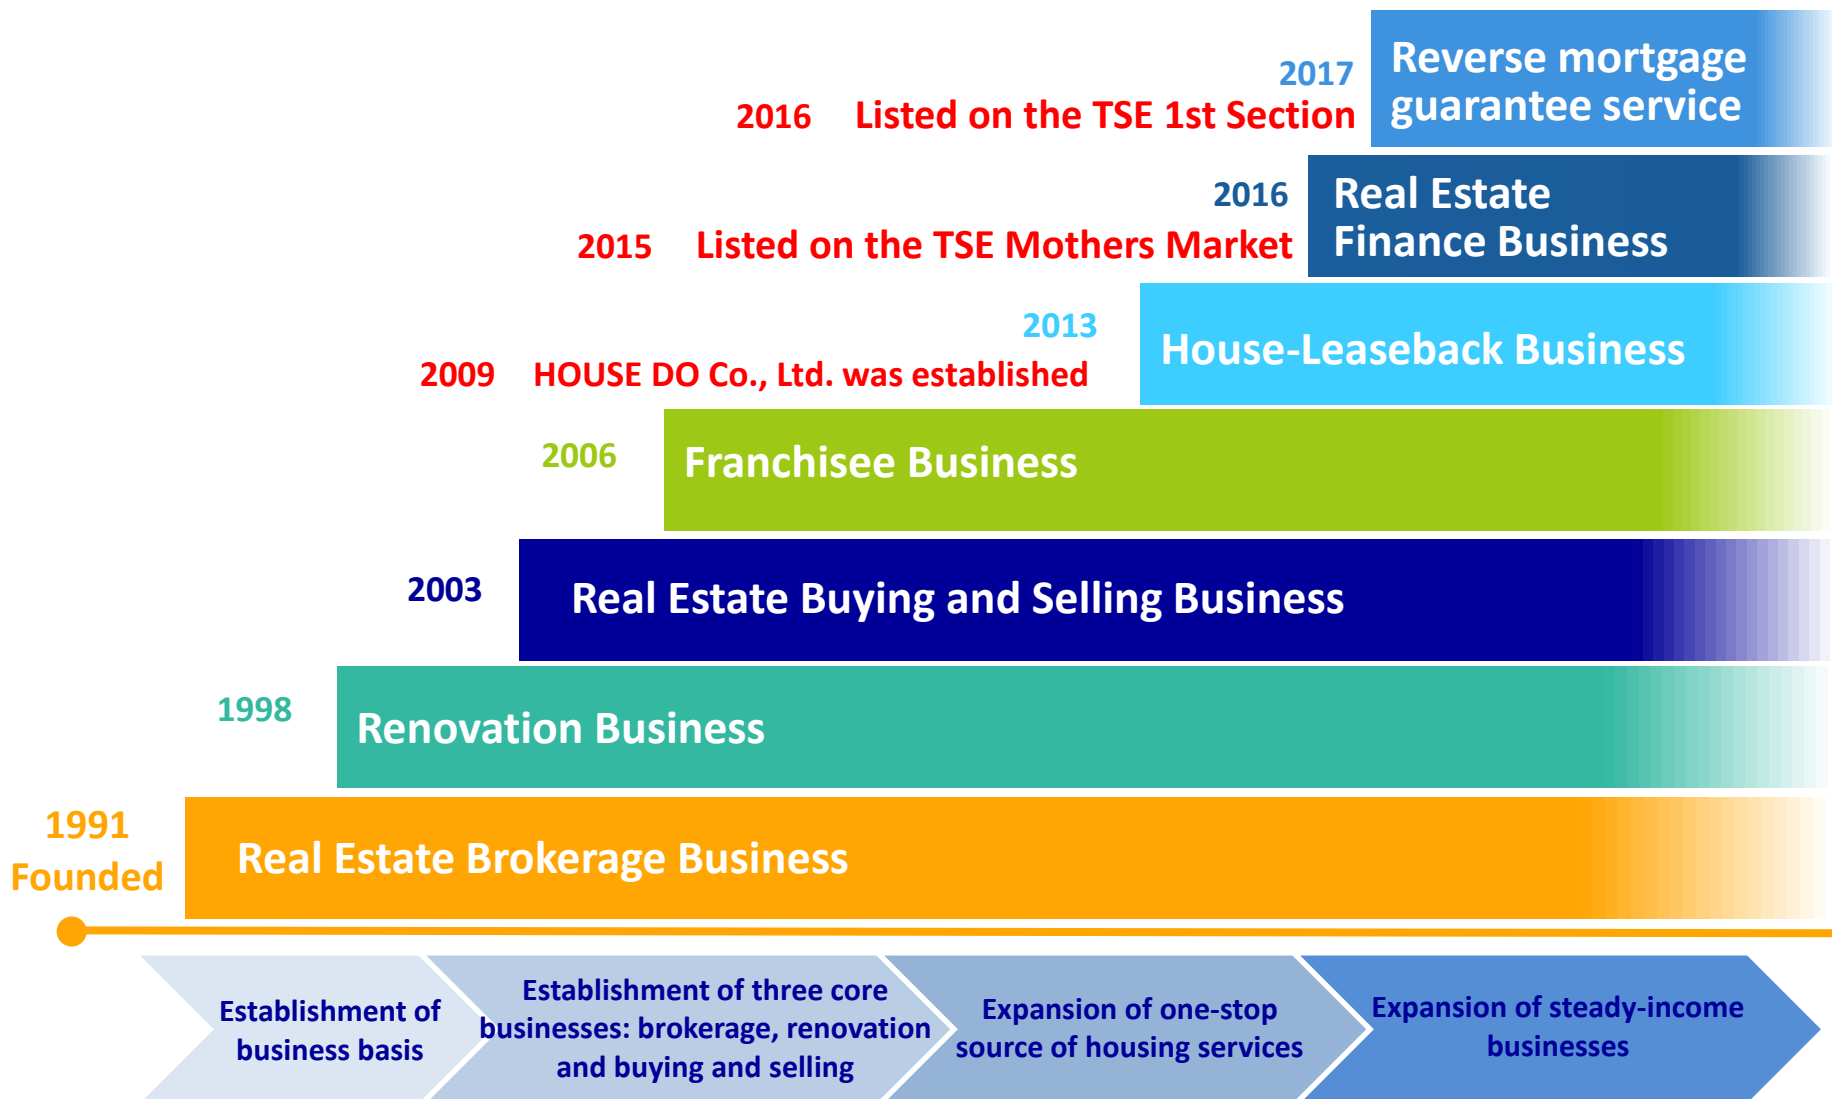 2017
Reverse mortgage
guarantee service
2016 Listed on the TSE 1st Section
2016
Real Estate
Finance Business
2015 Listed on the TSE Mothers Market
2013
House-Leaseback Business
2009 HOUSE DO Co., Ltd. was established
2006
Franchisee Business
2003
Real Estate Buying and Selling Business
1998
Renovation Business
1991
Founded
Real Estate Brokerage Business
Establishment of
business basis
Establishment of three core
businesses: brokerage, renovation
and buying and selling
Expansion of one-stop
source of housing services
Expansion of steady-income
businesses